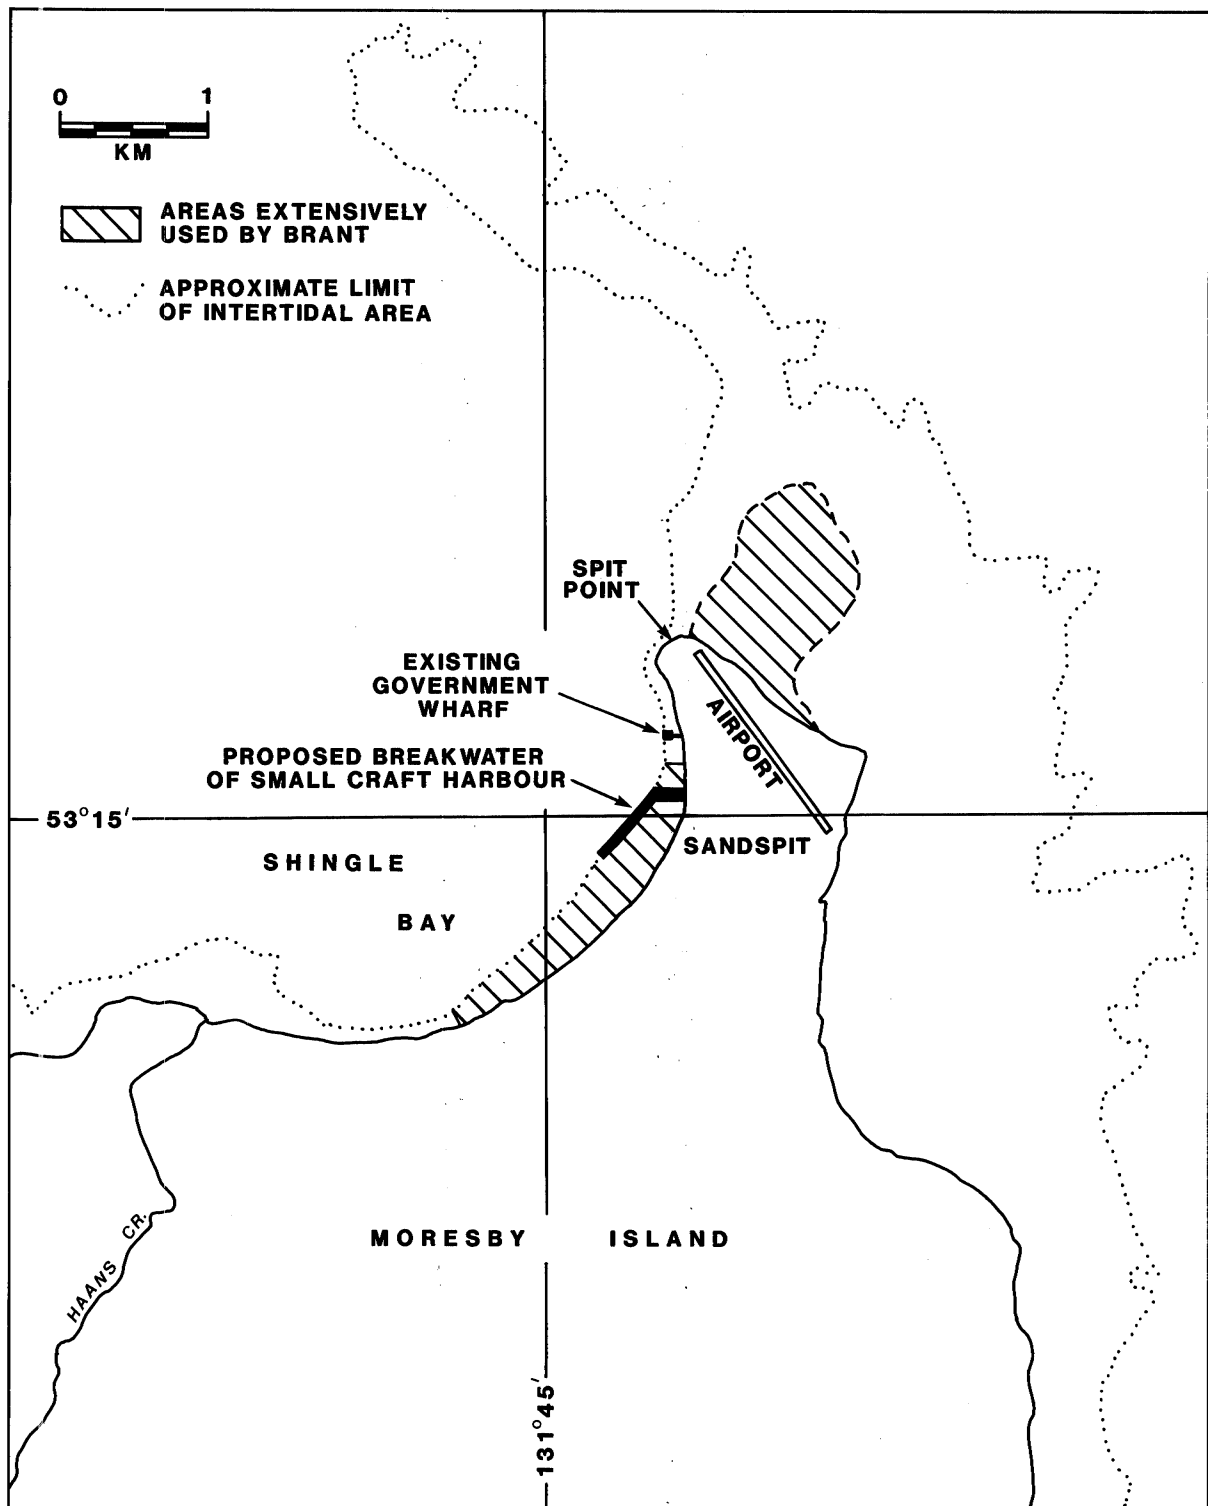 0 1
KM
AREAS EXTENSIVELY
USED BY BRANT
APPROXIMATE LIMIT
OF INTERTIDAL AREA
SPIT
POINT
EXISTING
GOVERNMENT
WHARF
AIRPORT
PROPOSED BREAKWATER
OF SMALL CRAFT HARBOUR
53°15'
SANDSPIT
SHINGLE
BAY
HAANS CR.
MORESBY ISLAND
131°45'